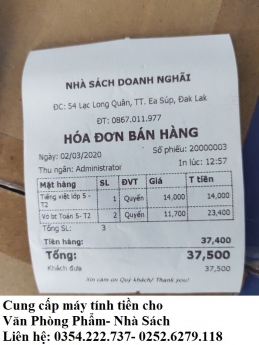 NHÀ SÁCH DOANH NGHÃI
ĐC: 54 Lạc Long Quân, TT. Ea Súp, Đak Lak
ĐT: 0867.011.977
HÓA ĐƠN BÁN HÀNG
Ngày: 02/03/2020 Số phiếu: 20000003
Thu ngân: Administrator In lúc: 12:57
Mặt hàng SL ĐVT Giá T tiền
Tiếng việt lớp 5 - T2 1 Quyển 14,000 14,000
Vở bt Toán 5- T2 2 Quyển 11,700 23,400
Tổng SL: 3
Tiền hàng: 37,400
Tổng: 37,500
Khách đưa 37,500
Xin cảm ơn Quý khách! Thank you!
Cung cấp máy tính tiền cho
Văn Phòng Phẩm- Nhà Sách
Liên hệ: 0354.222.737- 0252.6279.118